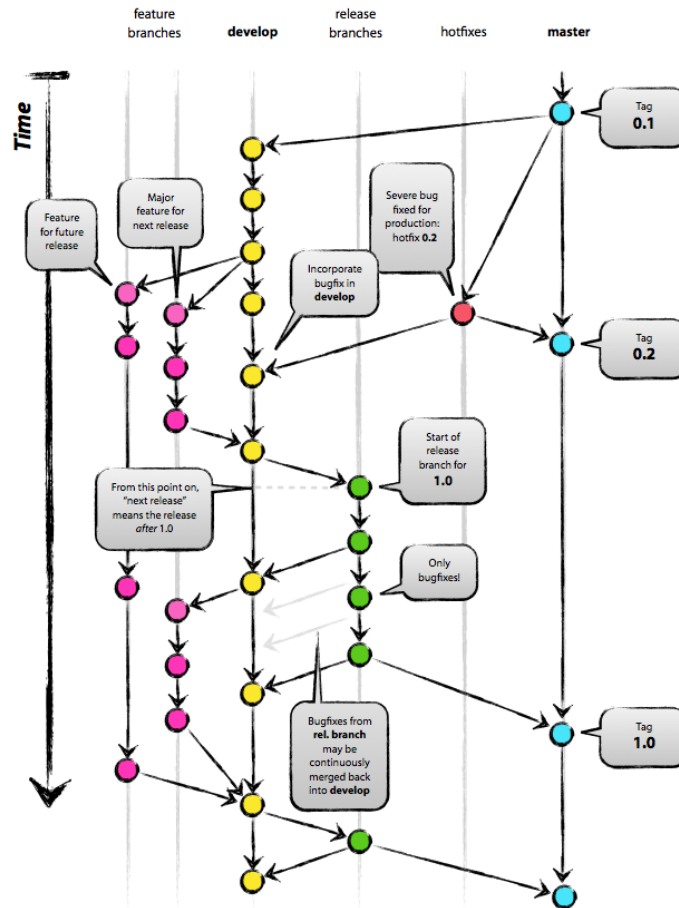 feature
branches
develop
release
branches
hotfixes
master
Time
Tag
0.1
Major
feature for
next release
Severe bug
fixed for
production:
hotfix 0.2
Feature
for future
release
Incorporate
bugfix in
develop
Tag
0.2
Start of
release
branch for
1.0
From this point on,
“next release”
means the release
after 1.0
Only
bugfixes!
Bugfixes from
rel. branch
may be
continuously
merged back
into develop
Tag
1.0